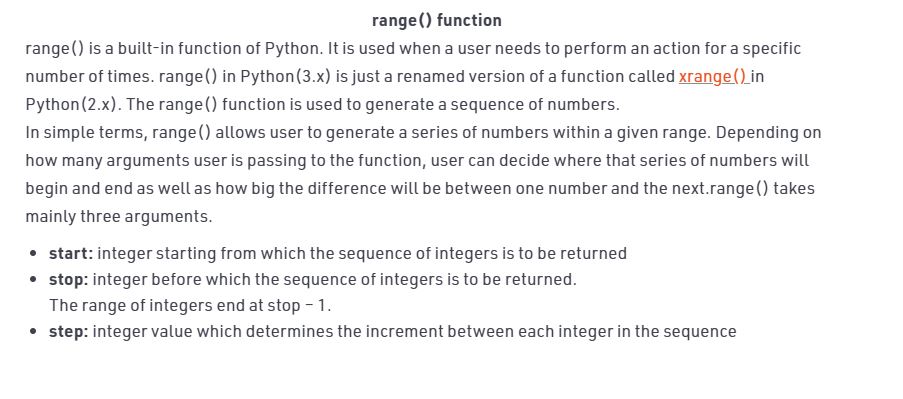 range() function
range() is a built-in function of Python. It is used when a user needs to perform an action for a specific
number of times. range() in Python(3.x) is just a renamed version of a function called xrange() in
Python(2.x). The range() function is used to generate a sequence of numbers.
In simple terms, range() allows user to generate a series of numbers within a given range. Depending on
how many arguments user is passing to the function, user can decide where that series of numbers will
begin and end as well as how big the difference will be between one number and the next.range() takes
mainly three arguments.
• start: integer starting from which the sequence of integers is to be returned
• stop: integer before which the sequence of integers is to be returned.
The range of integers end at stop – 1.
• step: integer value which determines the increment between each integer in the sequence